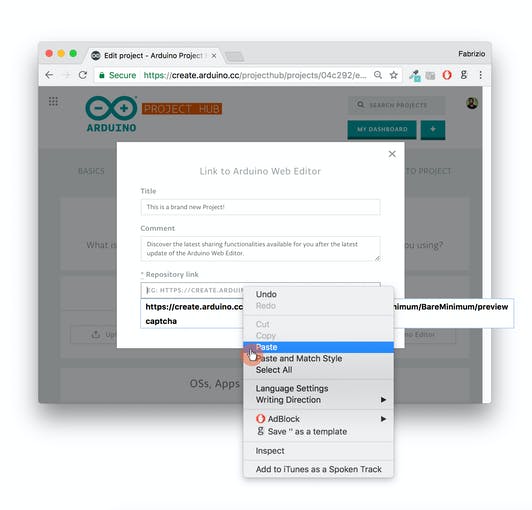 Edit project - Arduino Project
Fabrizio
Secure
https://create.arduino.cc/projecthub/projects/04c292/e...
ARDUINO
PROJECT HUB
SEARCH PROJECTS
MY DASHBOARD
+
BASICS
TO PROJECT
Link to Arduino Web Editor
Title
This is a brand new Project!
Comment
Discover the latest sharing functionalities available for you after the latest
update of the Arduino Web Editor.
What is
you using?
* Repository link
EG: HTTPS://CREATE.ARDUIN
https://create.ardui
nimum/BareMinimum/preview
captcha
Editor
OSs, Apps
Undo
Redo
Cut
Copy
Paste
Paste and Match Style
Select All
Language Settings
Writing Direction
AdBlock
Save '' as a template
Inspect
Add to iTunes as a Spoken Track